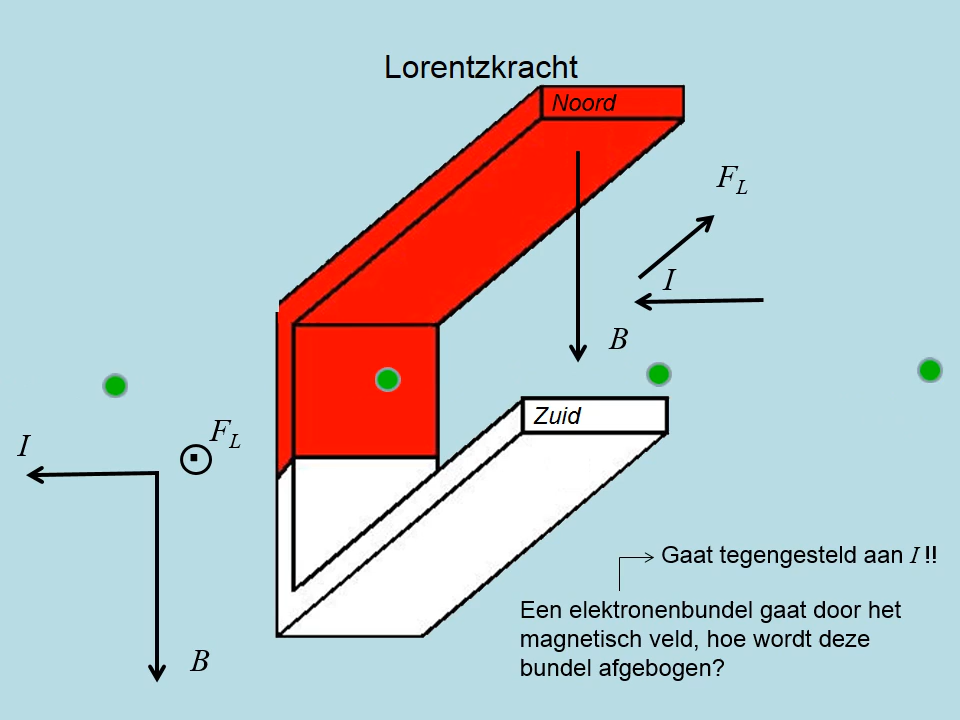 Lorentzkracht
Noord
F_L
I
B
F_L
I
Zuid
B
Gaat tegengesteld aan I !!
Een elektronenbundel gaat door het
magnetisch veld, hoe wordt deze
bundel afgebogen?